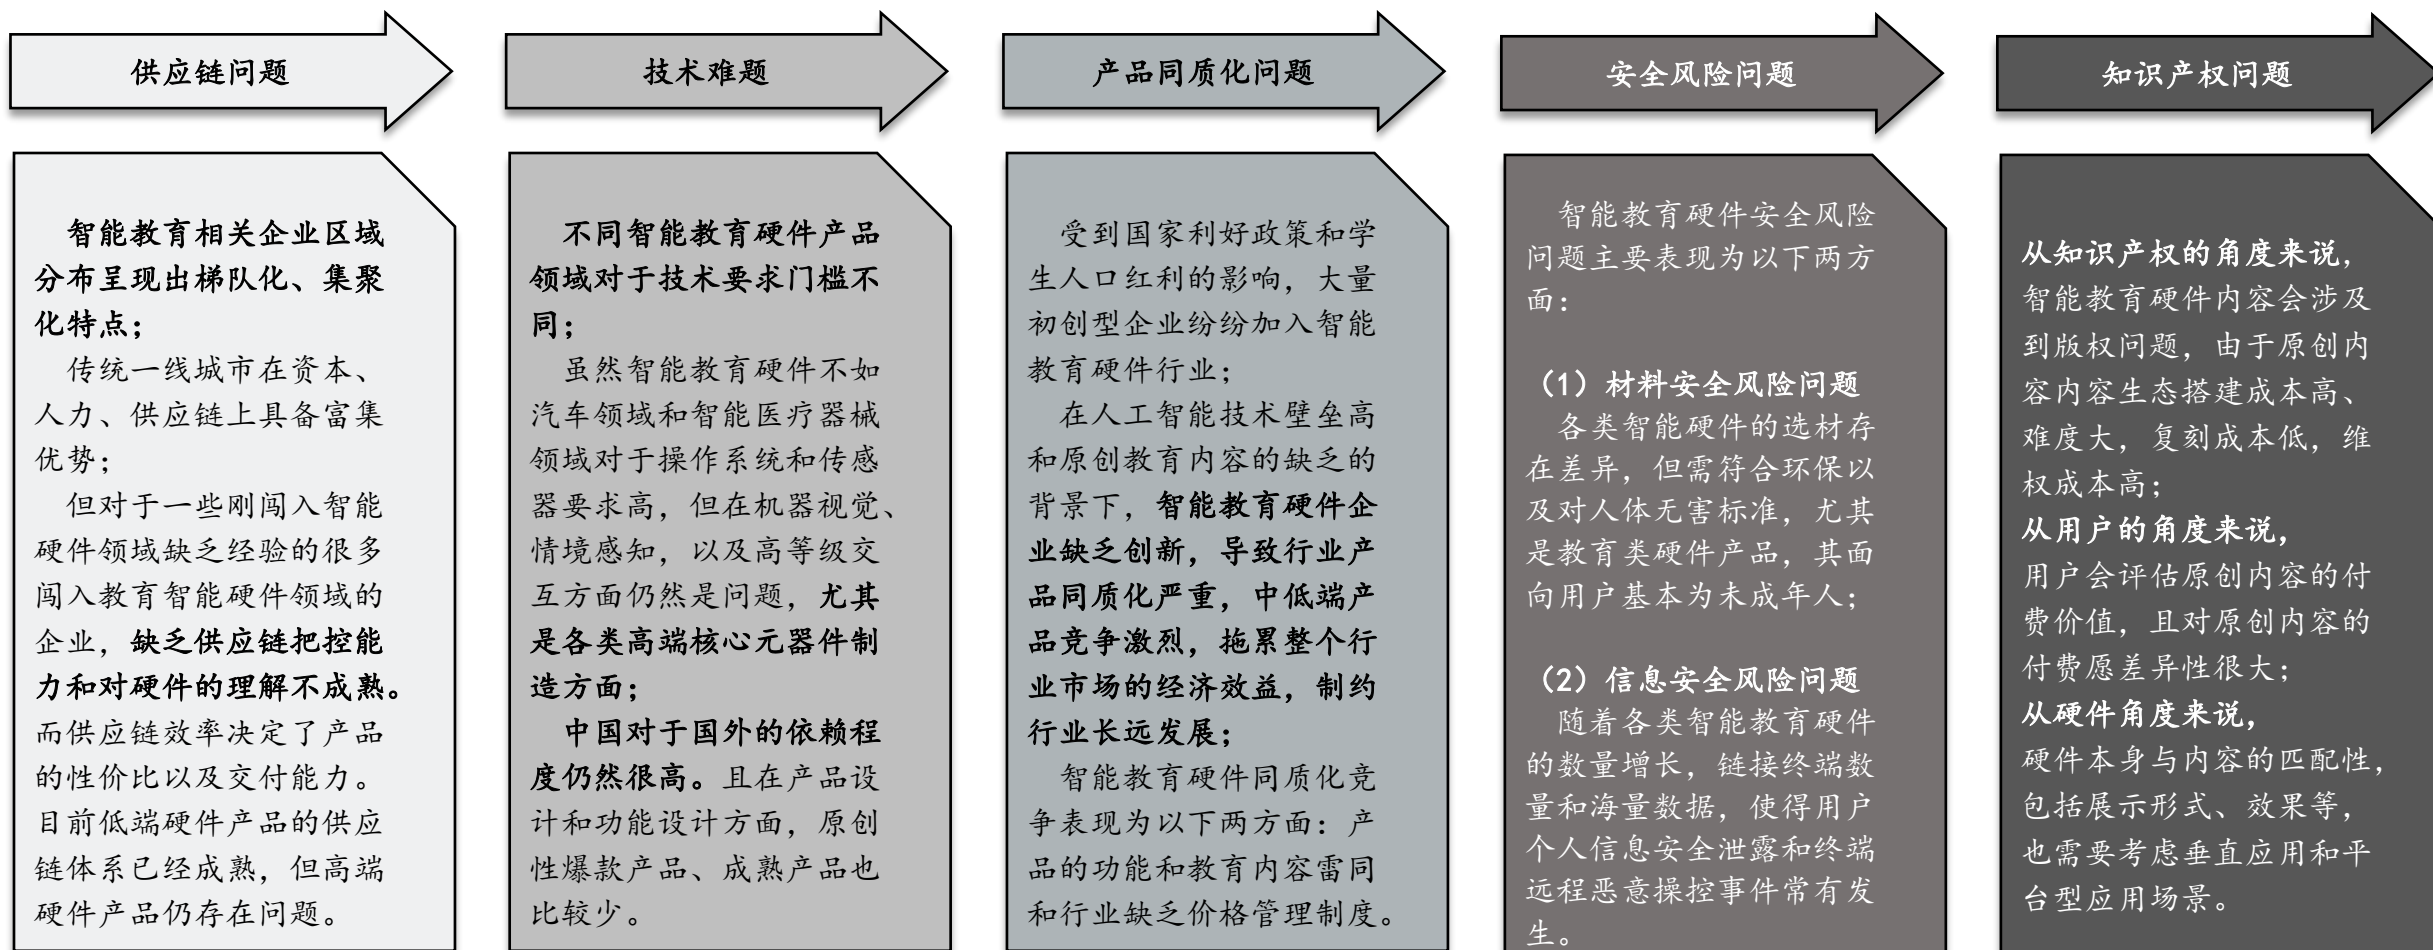 供应链问题
智能教育相关企业区域
分布呈现出梯队化、集聚
化特点；
传统一线城市在资本、
人力、供应链上具备富集
优势；
但对于一些刚闯入智能
硬件领域缺乏经验的很多
闯入教育智能硬件领域的
企业，缺乏供应链把控能
力和对硬件的理解不成熟。
而供应链效率决定了产品
的性价比以及交付能力。
目前低端硬件产品的供应
链体系已经成熟，但高端
硬件产品仍存在问题。
技术难题
不同智能教育硬件产品
领域对于技术要求门槛不
同；
虽然智能教育硬件不如
汽车领域和智能医疗器械
领域对于操作系统和传感
器要求高，但在机器视觉、
情境感知，以及高等级交
互方面仍然是问题，尤其
是各类高端核心元器件制
造方面；
中国对于国外的依赖程
度仍然很高。且在产品设
计和功能设计方面，原创
性爆款产品、成熟产品也
比较少。
产品同质化问题
受到国家利好政策和学
生人口红利的影响，大量
初创型企业纷纷加入智能
教育硬件行业；
在人工智能技术壁垒高
和原创教育内容的缺乏的
背景下，智能教育硬件企
业缺乏创新，导致行业产
品同质化严重，中低端产
品竞争激烈，拖累整个行
业市场的经济效益，制约
行业长远发展；
智能教育硬件同质化竞
争表现为以下两方面：产
品的功能和教育内容雷同
和行业缺乏价格管理制度。
安全风险问题
智能教育硬件安全风险
问题主要表现为以下两方
面：
（1）材料安全风险问题
各类智能硬件的选材存
在差异，但需符合环保以
及对人体无害标准，尤其
是教育类硬件产品，其面
向用户基本为未成年人；
（2）信息安全风险问题
随着各类智能教育硬件
的数量增长，链接终端数
量和海量数据，使得用户
个人信息安全泄露和终端
远程恶意操控事件常有发
生。
知识产权问题
从知识产权的角度来说，
智能教育硬件内容会涉及
到版权问题，由于原创内
容内容生态搭建成本高、
难度大，复刻成本低，维
权成本高；
从用户的角度来说，
用户会评估原创内容的付
费价值，且对原创内容的
付费愿差异性很大；
从硬件角度来说，
硬件本身与内容的匹配性，
包括展示形式、效果等，
也需要考虑垂直应用和平
台型应用场景。